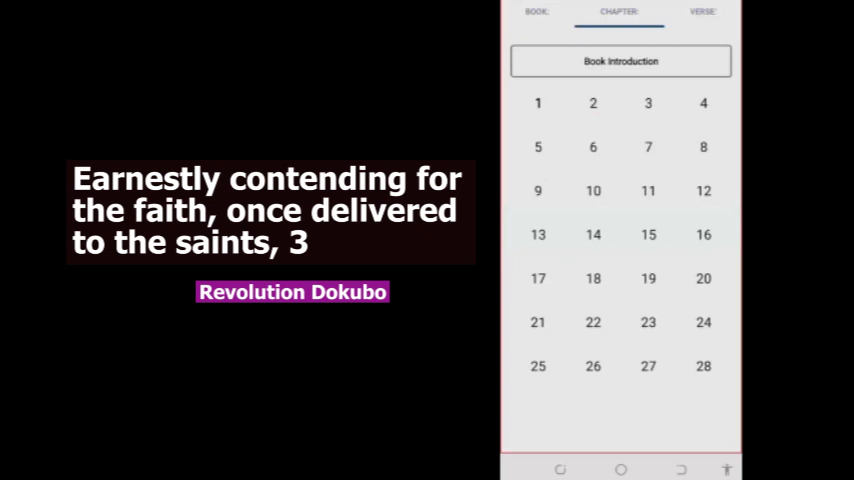 Earnestly contending for
the faith, once delivered
to the saints, 3
Revolution Dokubo
BOOK: CHAPTER: VERSE:
Book Introduction
1 2 3 4
5 6 7 8
9 10 11 12
13 14 15 16
17 18 19 20
21 22 23 24
25 26 27 28